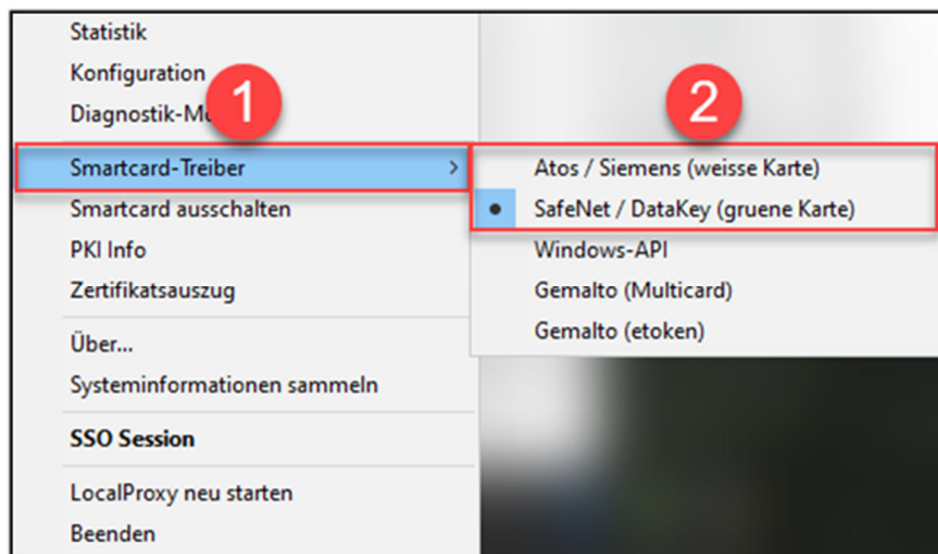 Statistik
Konfiguration
Diagnostik-M
1
2
Smartcard-Treiber
Smartcard ausschalten
PKI Info
Zertifikatsauszug
Über...
Systeminformationen sammeln
SSO Session
LocalProxy neu starten
Beenden
Atos / Siemens (weisse Karte)
SafeNet / DataKey (gruene Karte)
Windows-API
Gemalto (Multicard)
Gemalto (etoken)